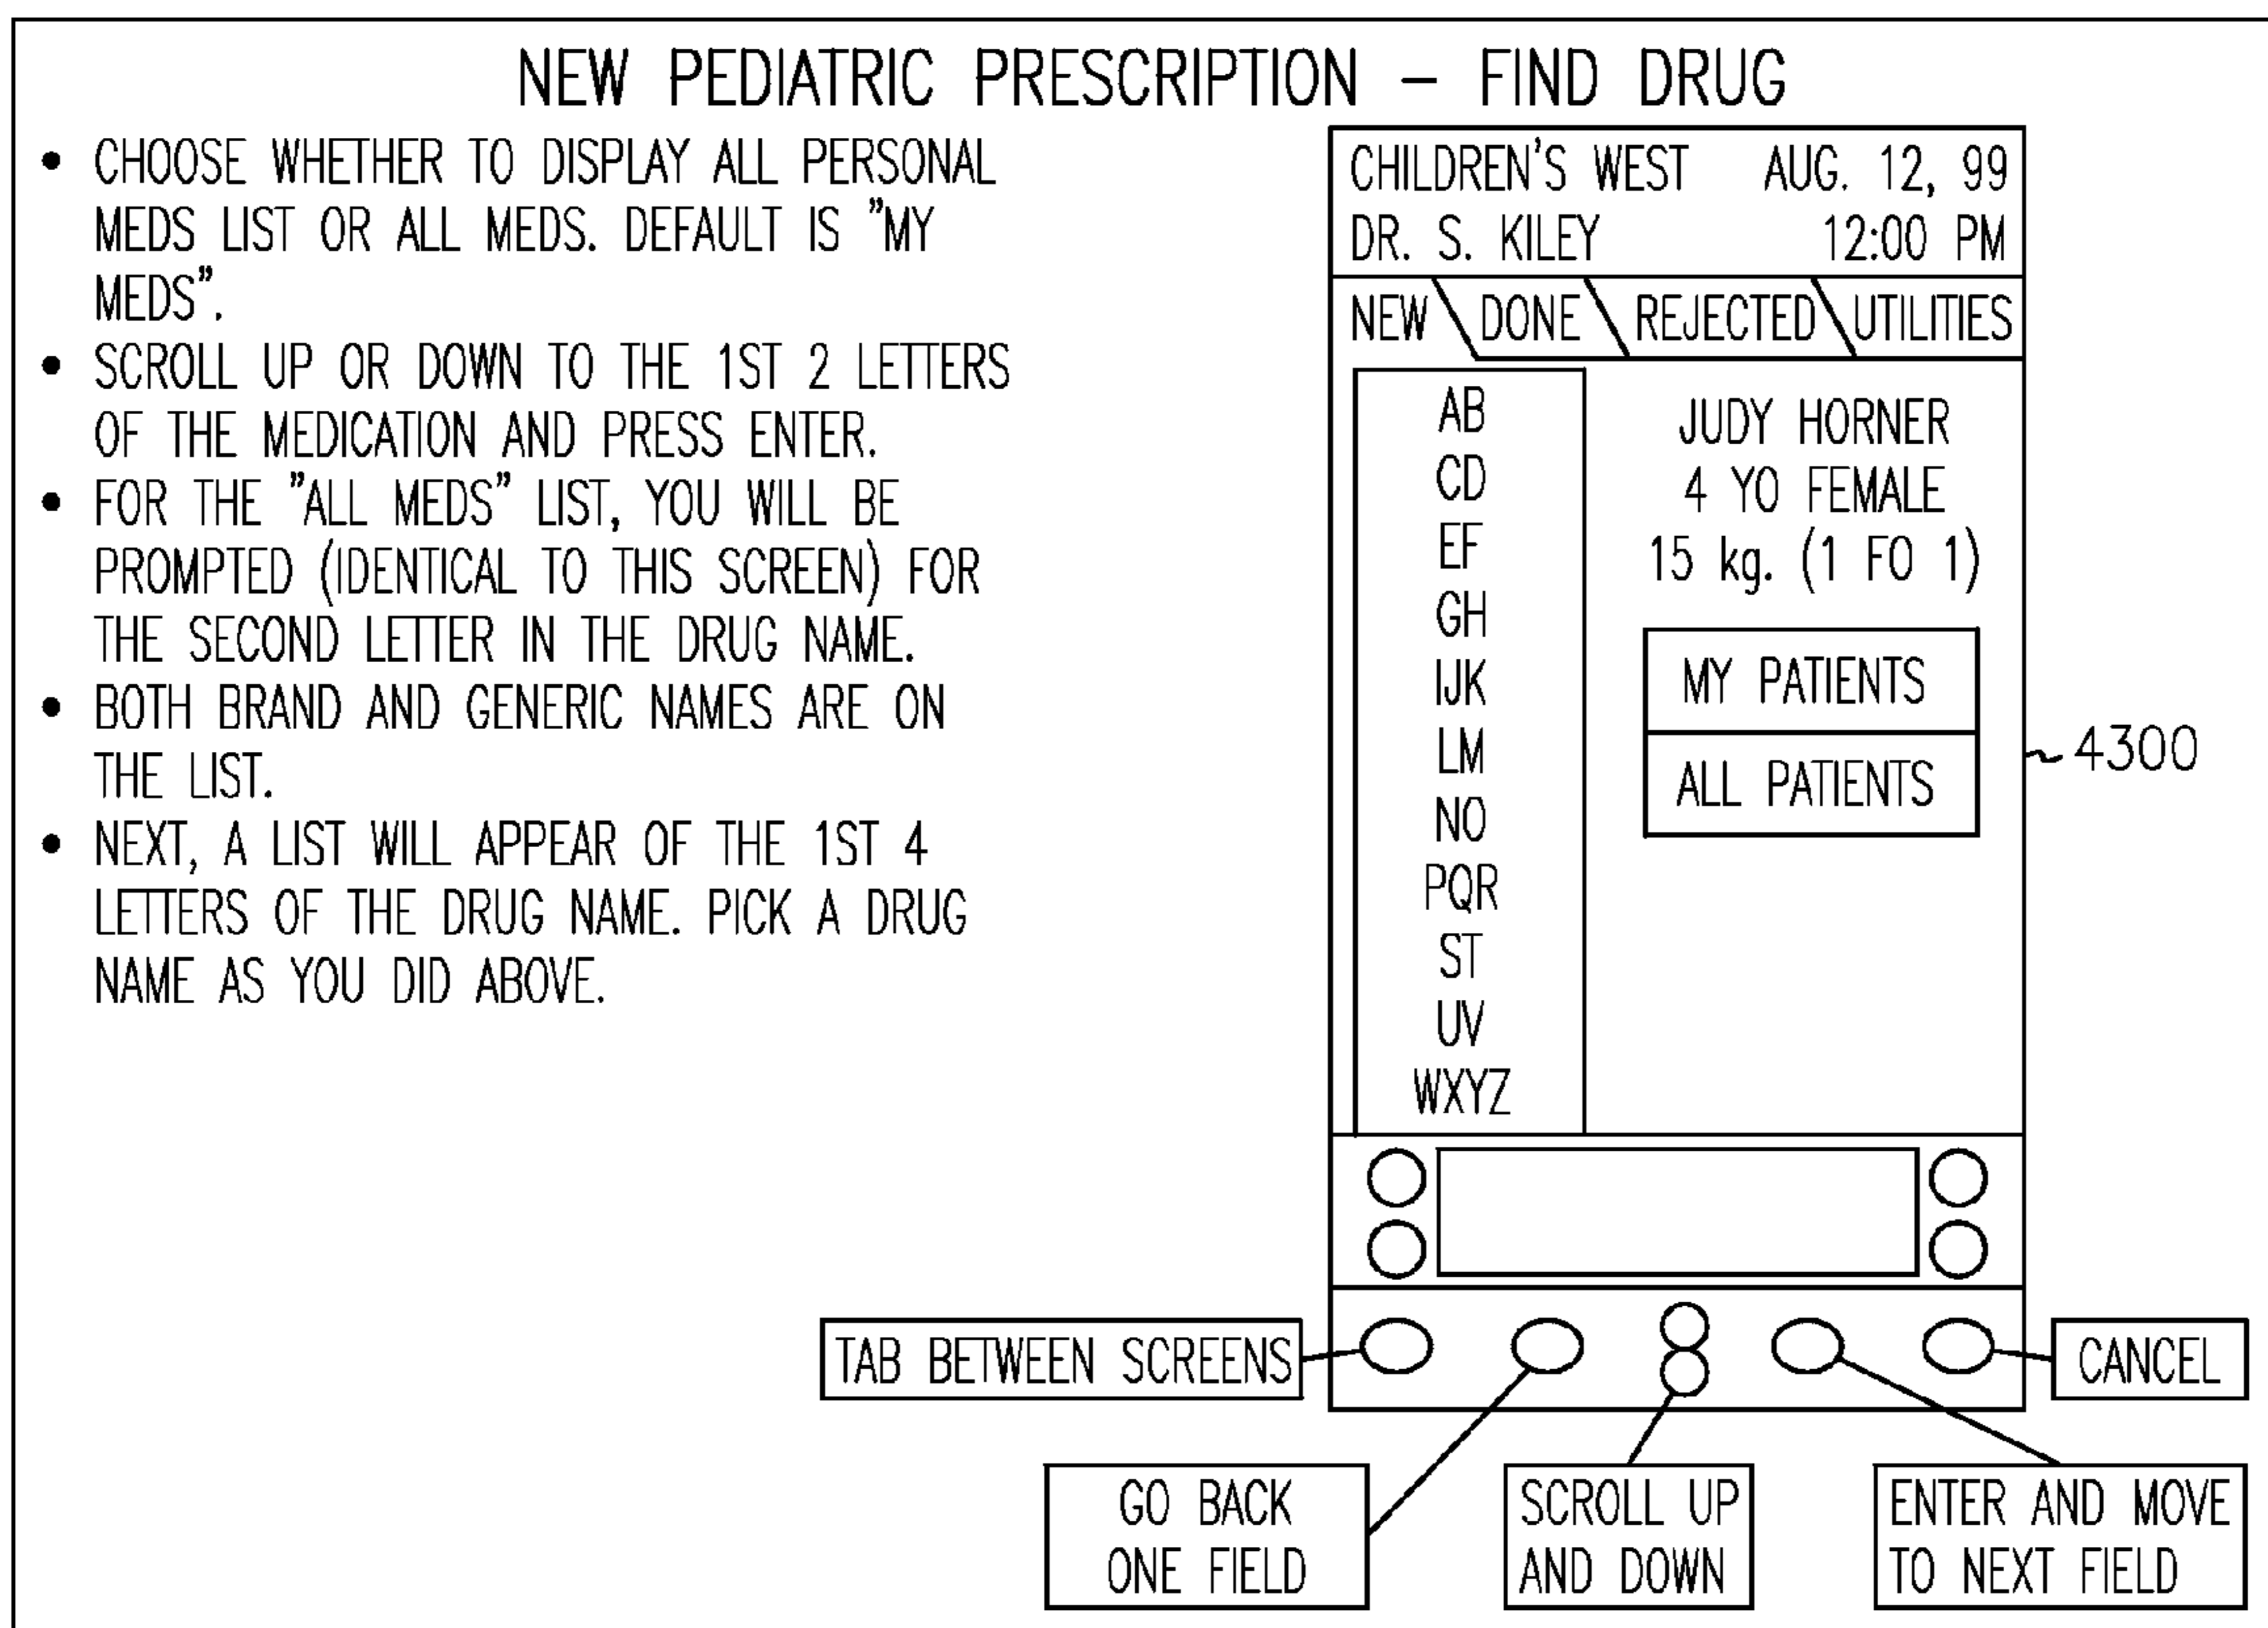 NEW PEDIATRIC PRESCRIPTION – FIND DRUG
• CHOOSE WHETHER TO DISPLAY ALL PERSONAL
MEDS LIST OR ALL MEDS. DEFAULT IS "MY
MEDS".
• SCROLL UP OR DOWN TO THE 1ST 2 LETTERS
OF THE MEDICATION AND PRESS ENTER.
• FOR THE "ALL MEDS" LIST, YOU WILL BE
PROMPTED (IDENTICAL TO THIS SCREEN) FOR
THE SECOND LETTER IN THE DRUG NAME.
• BOTH BRAND AND GENERIC NAMES ARE ON
THE LIST.
• NEXT, A LIST WILL APPEAR OF THE 1ST 4
LETTERS OF THE DRUG NAME. PICK A DRUG
NAME AS YOU DID ABOVE.
CHILDREN'S WEST AUG. 12, 99
DR. S. KILEY 12:00 PM
NEW DONE REJECTED UTILITIES
AB
CD
EF
GH
IJK
LM
NO
PQR
ST
UV
WXYZ
JUDY HORNER
4 YO FEMALE
15 kg. (1 FO 1)
MY PATIENTS
ALL PATIENTS
4300
TAB BETWEEN SCREENS
CANCEL
GO BACK
ONE FIELD
SCROLL UP
AND DOWN
ENTER AND MOVE
TO NEXT FIELD